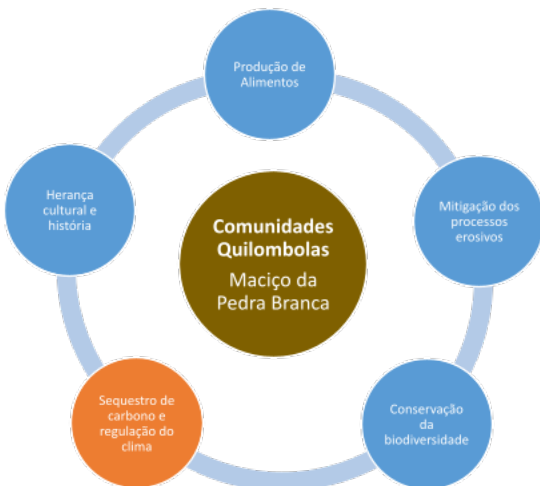 Produção de
Alimentos
Herança
cultural e
história
Mitigação dos
processos
erosivos
Comunidades
Quilombolas
Maciço da
Pedra Branca
Sequestro de
carbono e
regulação do
clima
Conservação
da
biodiversidade